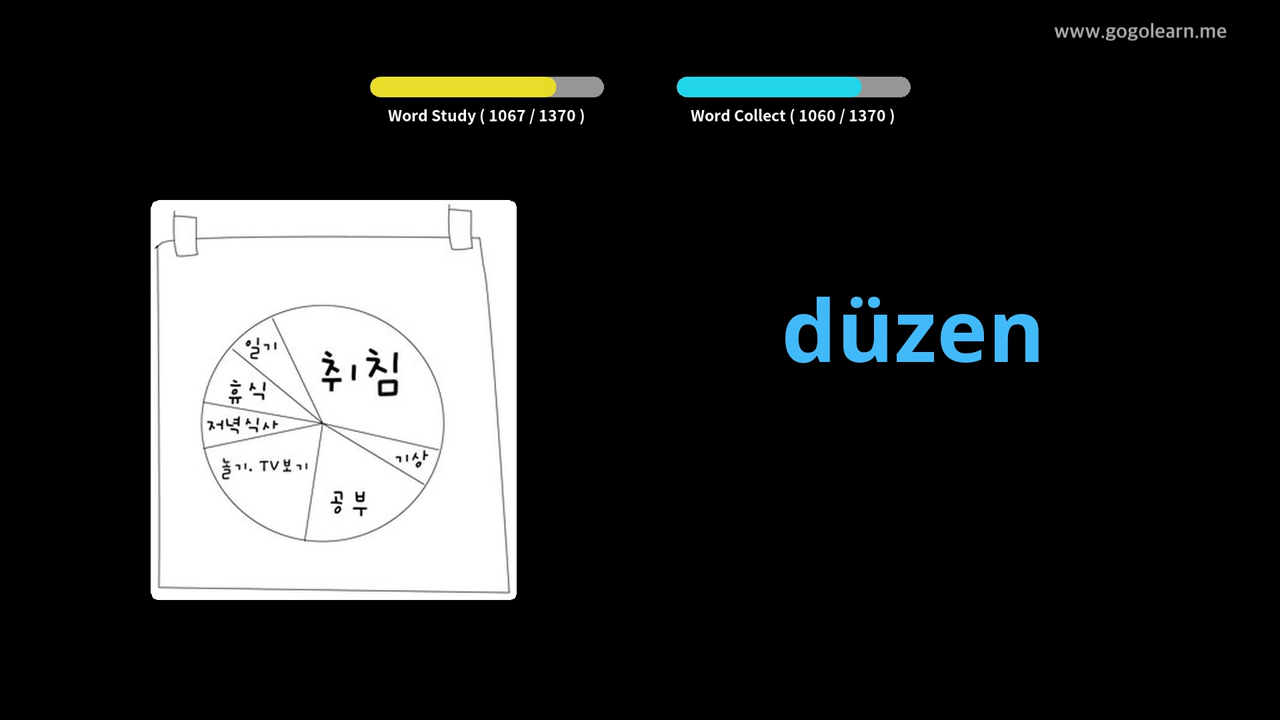 www.gogolearn.me
Word Study ( 1067 / 1370 )
Word Collect ( 1060 / 1370 )
düzen
일기
취침
휴식
저녁식사
놀기. TV보기
기상
공부